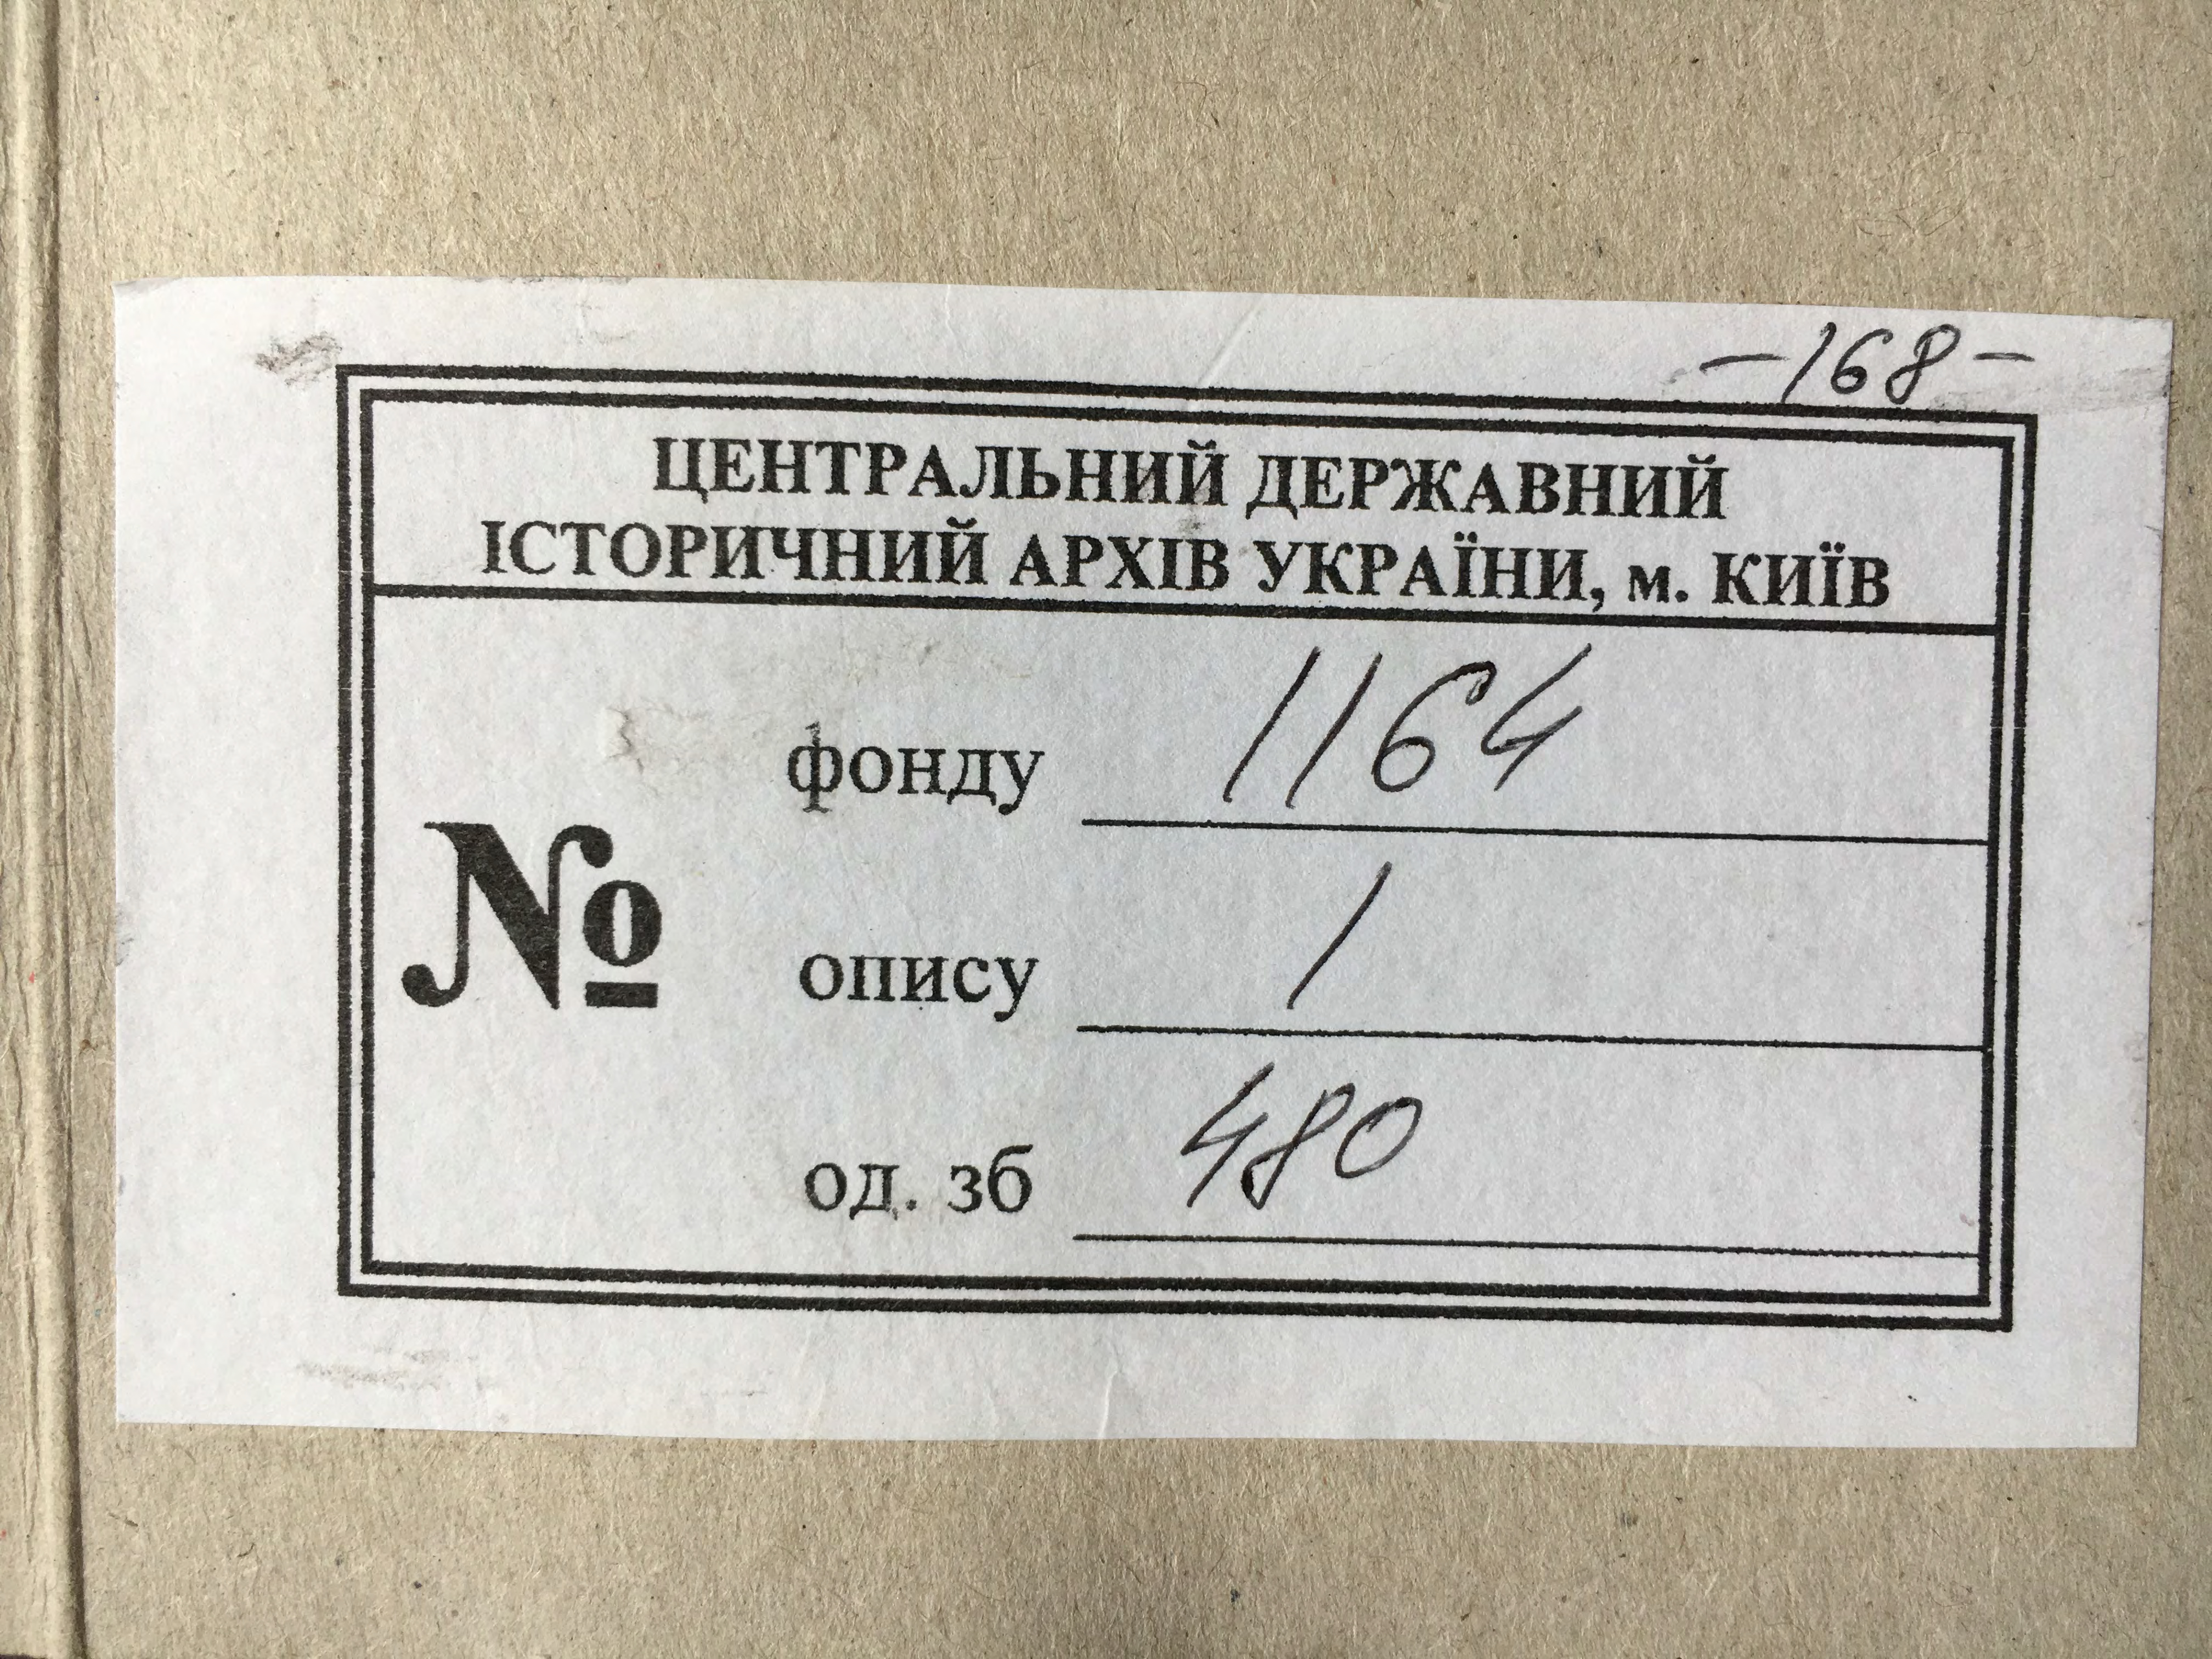 -168-
ЦЕНТРАЛЬНИЙ ДЕРЖАВНИЙ
ІСТОРИЧНИЙ АРХІВ УКРАЇНИ, м. КИЇВ
№
фонду 1164
опису 1
од. зб 480